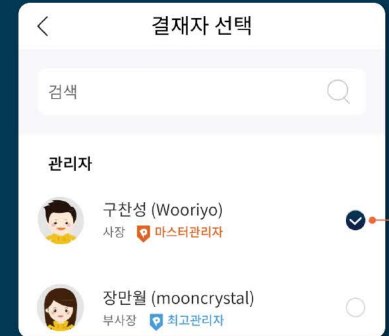 결재자 선택
검색
관리자
구찬성 (Wooriyo)
사장 마스터관리자
장만월 (mooncrystal)
부사장 최고관리자